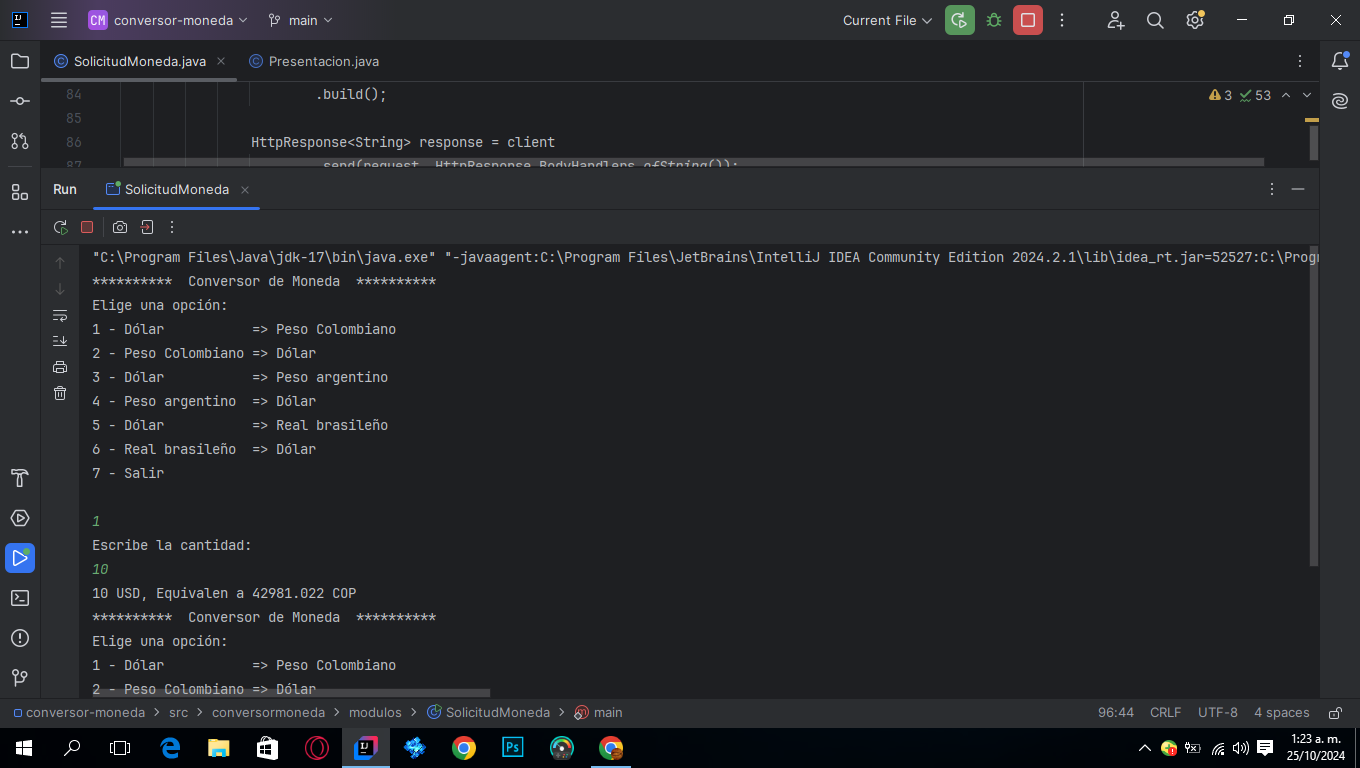 CM conversor-moneda main Current File
SolicitudMoneda.java Presentacion.java
84 .build(); 3 53
85
86 HttpResponse<String> response = client
87 .send(request, HttpResponse.BodyHandlers.ofString());
Run SolicitudMoneda
"C:\Program Files\Java\jdk-17\bin\java.exe" "-javaagent:C:\Program Files\JetBrains\IntelliJ IDEA Community Edition 2024.2.1\lib\idea_rt.jar=52527:C:\Progr
********** Conversor de Moneda **********
Elige una opción:
1 - Dólar => Peso Colombiano
2 - Peso Colombiano => Dólar
3 - Dólar => Peso argentino
4 - Peso argentino => Dólar
5 - Dólar => Real brasileño
6 - Real brasileño => Dólar
7 - Salir
1
Escribe la cantidad:
10
10 USD, Equivalen a 42981.022 COP
********** Conversor de Moneda **********
Elige una opción:
1 - Dólar => Peso Colombiano
2 - Peso Colombiano => Dólar
conversor-moneda > src > conversormoneda > modulos > SolicitudMoneda > main 96:44 CRLF UTF-8 4 spaces
1:23 a. m.
25/10/2024